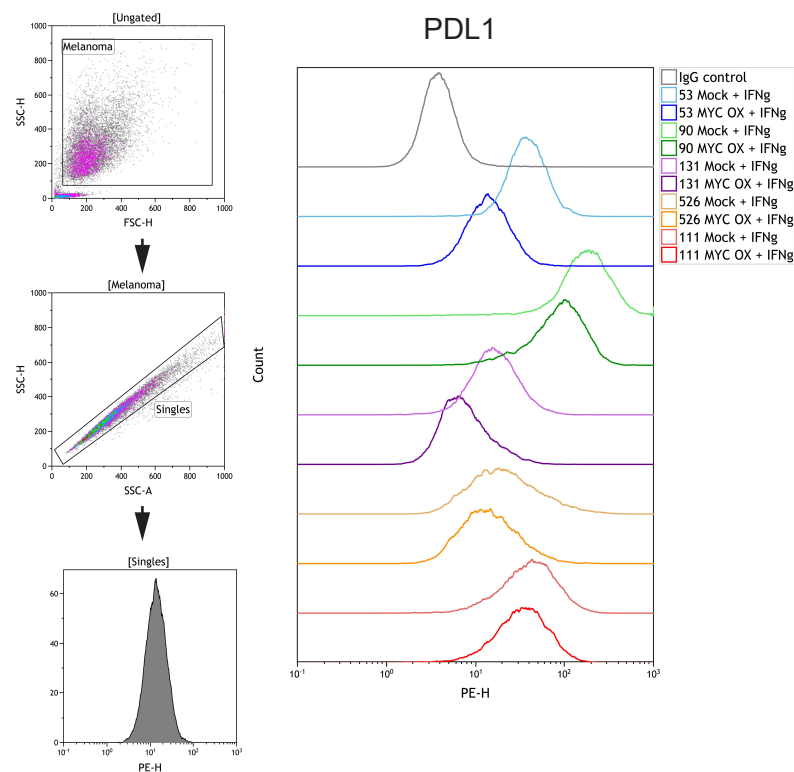 PDL1
[Ungated]
1000
800
600
400
200
0
SSC-H
Melanoma
0 200 400 600 800 1000
FSC-H
[Melanoma]
1000
800
600
400
200
0
SSC-H
Singles
0 200 400 600 800 1000
SSC-A
[Singles]
60
40
20
0
10-1 100 101 102 103
PE-H
Count
10-1 100 101 102 103
PE-H
IgG control
53 Mock + IFNg
53 MYC OX + IFNg
90 Mock + IFNg
90 MYC OX + IFNg
131 Mock + IFNg
131 MYC OX + IFNg
526 Mock + IFNg
526 MYC OX + IFNg
111 Mock + IFNg
111 MYC OX + IFNg